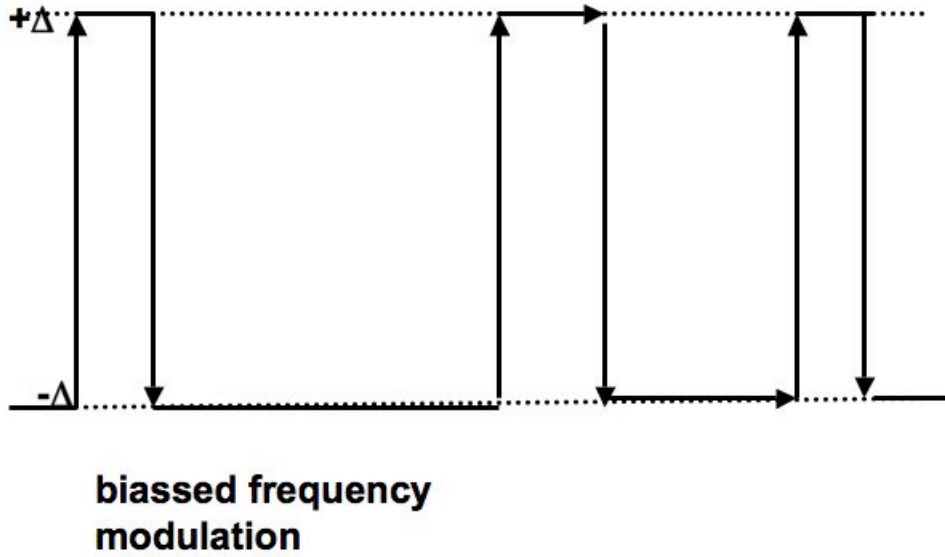 +Δ
-Δ
biassed frequency
modulation